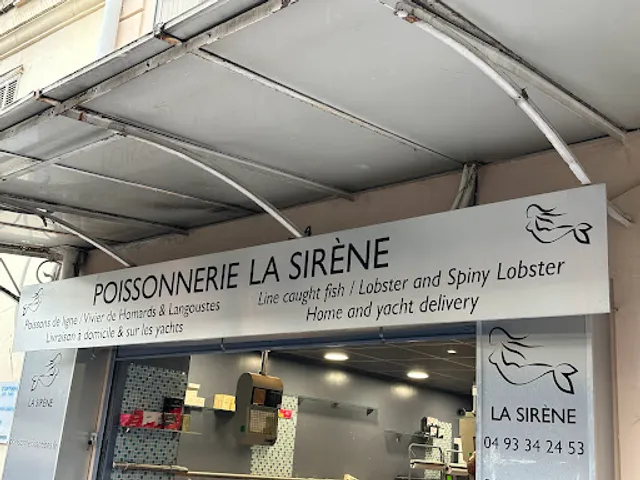 POISSONNERIE LA SIRÈNE
Poissons de ligne / Vivier de Homards & Langoustes
Livraison à domicile & sur les yachts
Line caught fish / Lobster and Spiny Lobster
Home and yacht delivery
LA SIRÈNE
LA SIRÈNE
04 93 34 24 53